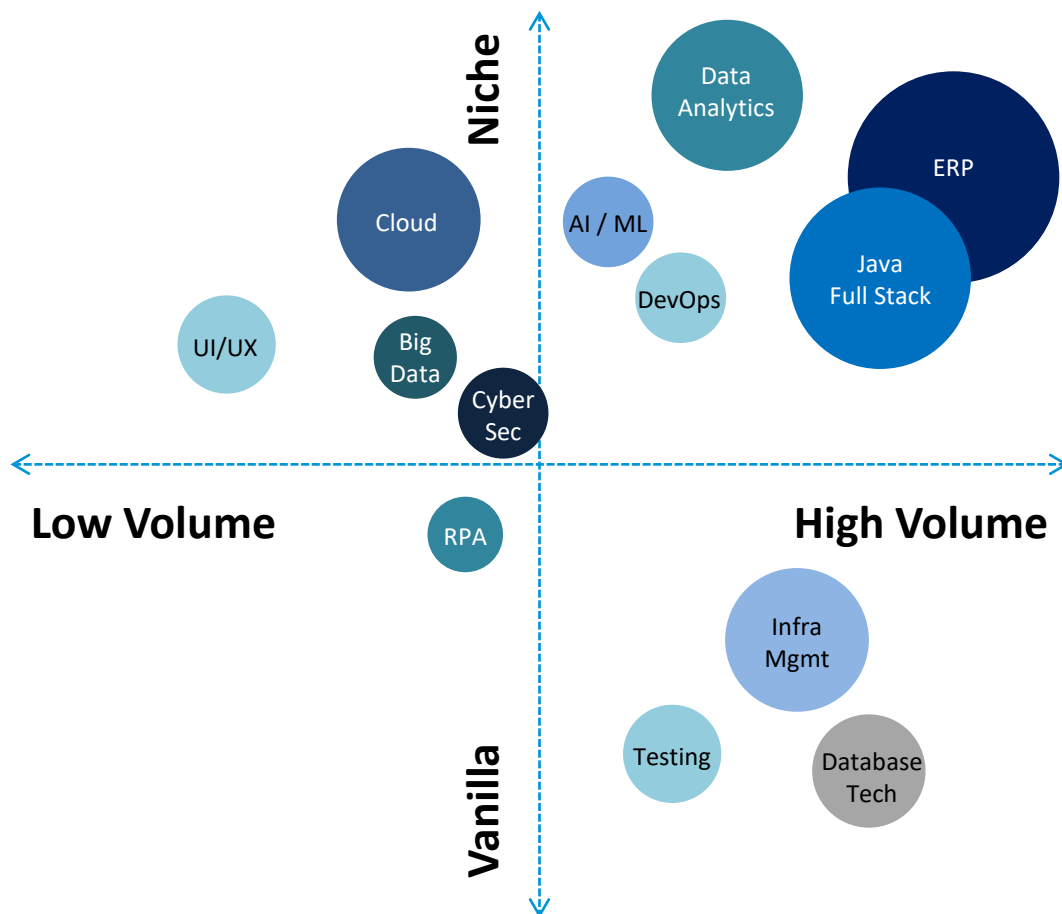 Niche
Data
Analytics
ERP
Cloud
AI / ML
Java
Full Stack
DevOps
UI/UX
Big
Data
Cyber
Sec
Low Volume
High Volume
RPA
Infra
Mgmt
Vanilla
Testing
Database
Tech